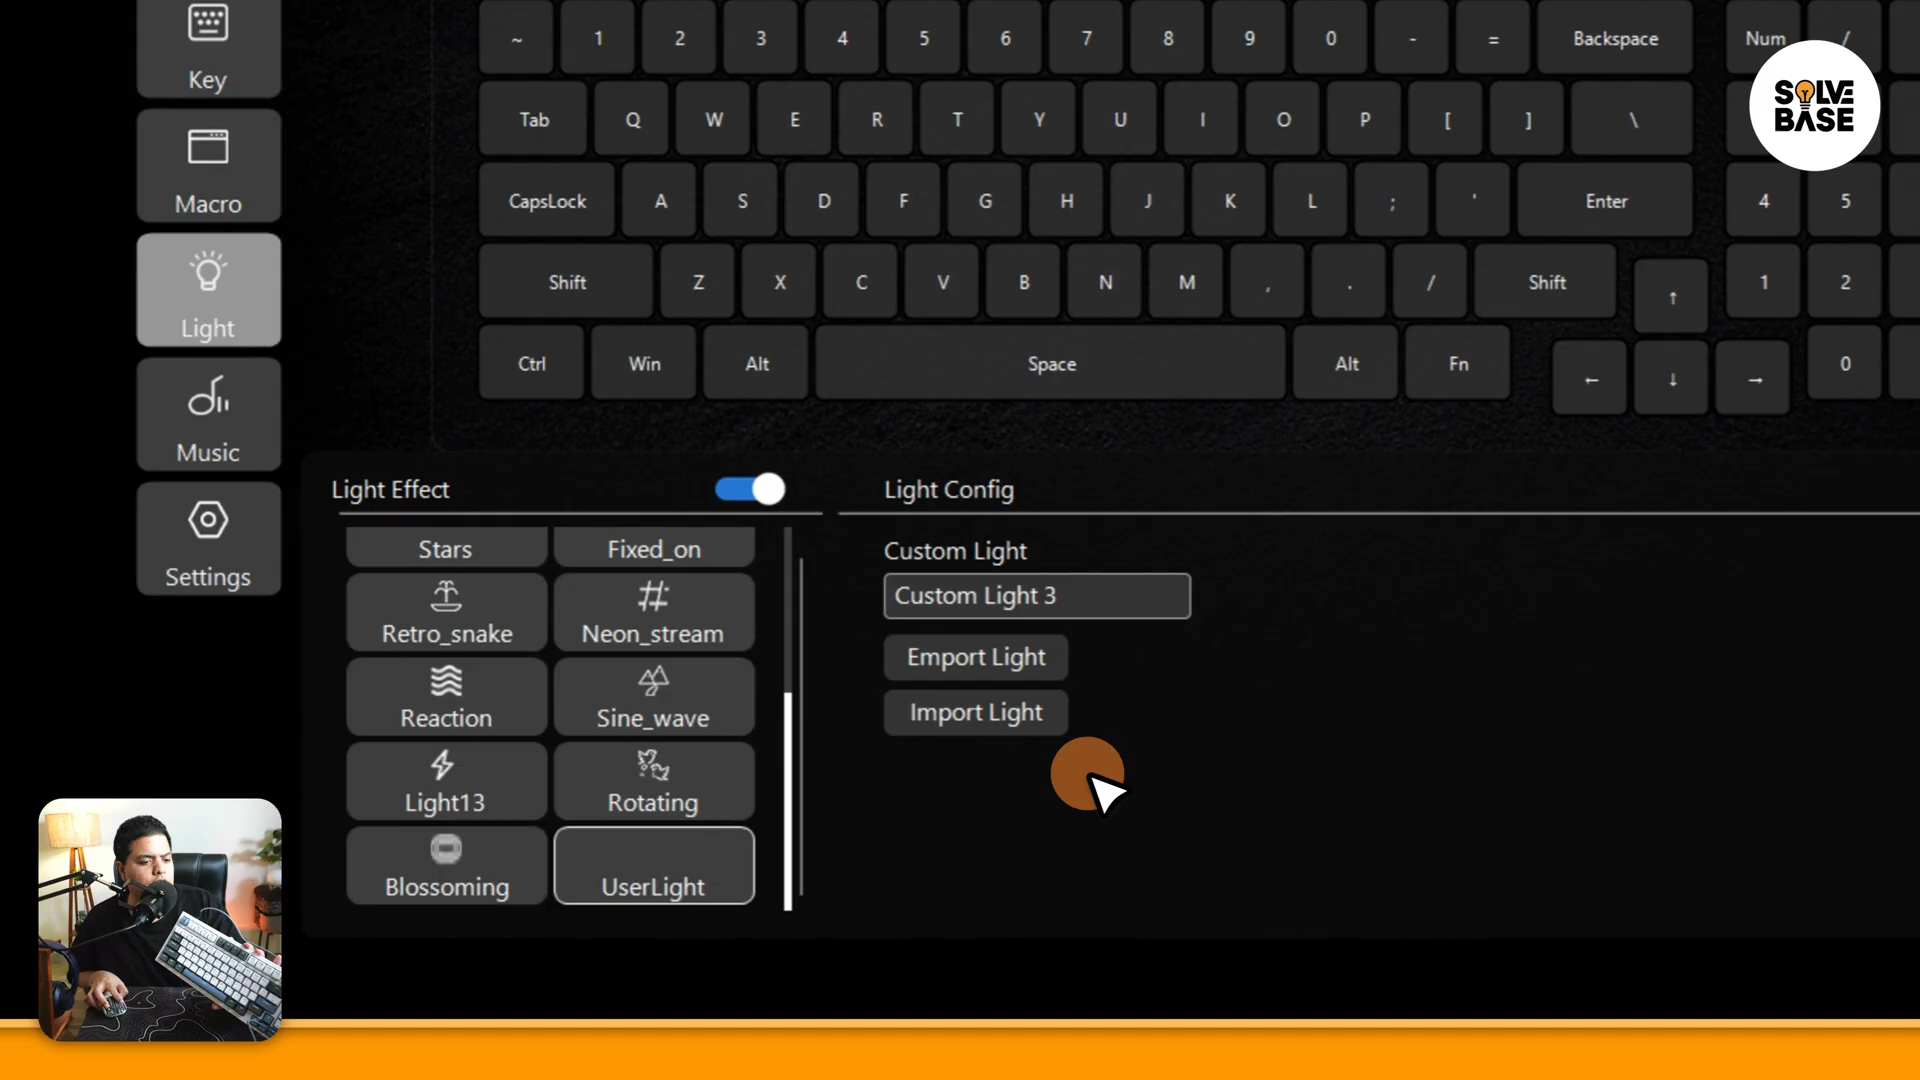 Key
Macro
Light
Music
Settings
~ 1 2 3 4 5 6 7 8 9 0 - = Backspace Num /
Tab Q W E R T Y U I O P [ ] \
CapsLock A S D F G H J K L ; ' Enter 4 5
Shift Z X C V B N M , . / Shift ↑ 1 2
Ctrl Win Alt Space Alt Fn ← ↓ → 0
SOLVE
BASE
Light Effect
Stars Fixed_on
Retro_snake Neon_stream
Reaction Sine_wave
Light13 Rotating
Blossoming UserLight
Light Config
Custom Light
Custom Light 3
Emport Light
Import Light